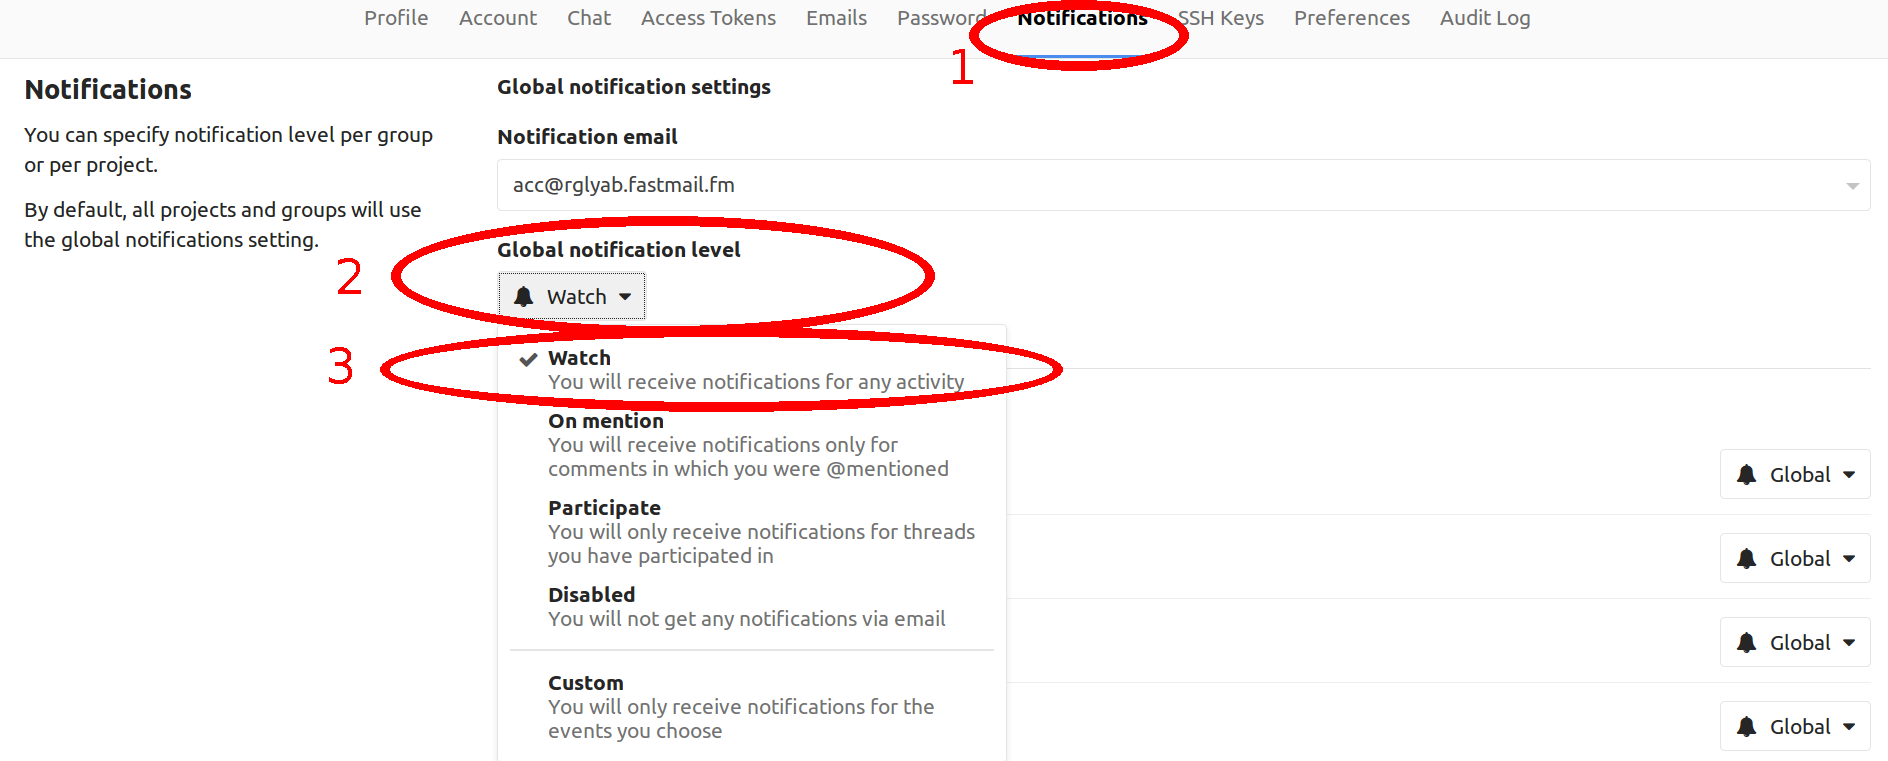 Profile Account Chat Access Tokens Emails Password Notifications SSH Keys Preferences Audit Log
1
Notifications
You can specify notification level per group
or per project.
By default, all projects and groups will use
the global notifications setting.
Global notification settings
Notification email
acc@rglyab.fastmail.fm
2
Global notification level
Watch
3
Watch
You will receive notifications for any activity
On mention
You will receive notifications only for
comments in which you were @mentioned
Participate
You will only receive notifications for threads
you have participated in
Disabled
You will not get any notifications via email
Custom
You will only receive notifications for the
events you choose
Global
Global
Global
Global